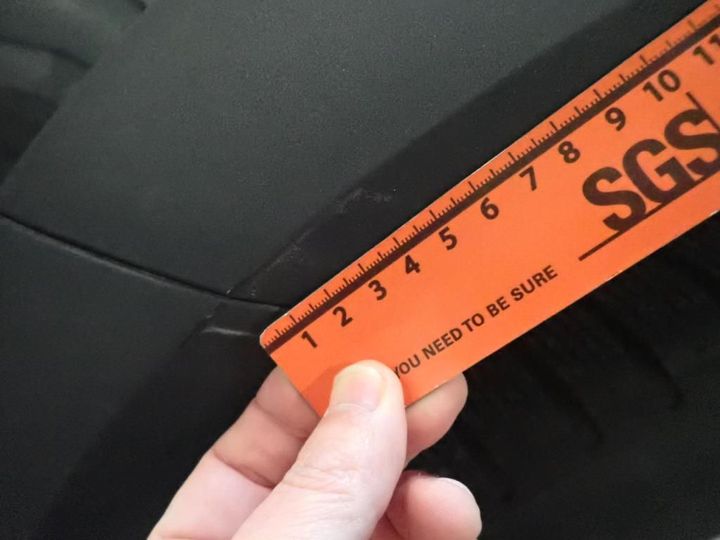 1 2 3 4 5 6 7 8 9 10 11
SGS
YOU NEED TO BE SURE